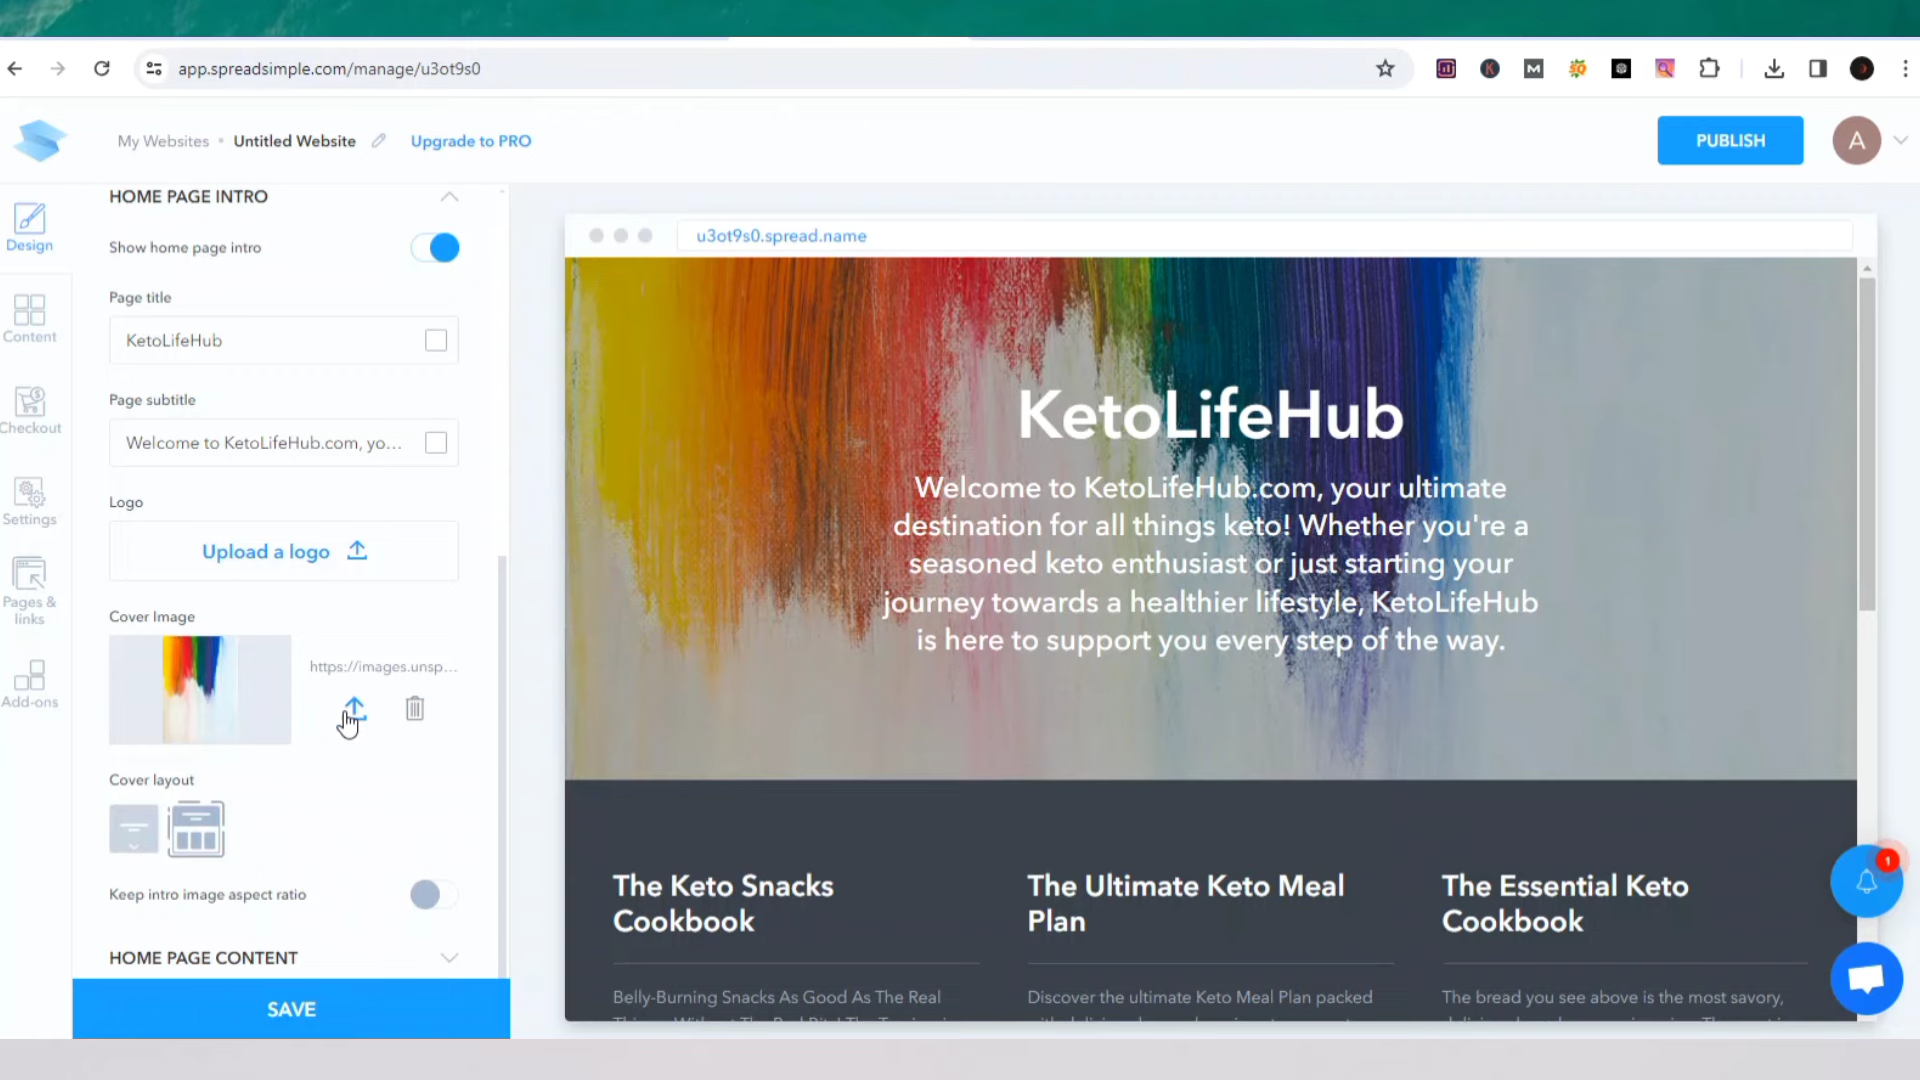 app.spreadsimple.com/manage/u3ot9s0
My Websites • Untitled Website
Upgrade to PRO
PUBLISH
A
Design
Content
Checkout
Settings
Pages &
links
Add-ons
HOME PAGE INTRO
Show home page intro
Page title
KetoLifeHub
Page subtitle
Welcome to KetoLifeHub.com, yo...
Logo
Upload a logo
Cover Image
https://images.unsp...
Cover layout
Keep intro image aspect ratio
HOME PAGE CONTENT
SAVE
u3ot9s0.spread.name
KetoLifeHub
Welcome to KetoLifeHub.com, your ultimate
destination for all things keto! Whether you're a
seasoned keto enthusiast or just starting your
journey towards a healthier lifestyle, KetoLifeHub
is here to support you every step of the way.
The Keto Snacks
Cookbook
Belly-Burning Snacks As Good As The Real
The Ultimate Keto Meal
Plan
Discover the ultimate Keto Meal Plan packed
The Essential Keto
Cookbook
The bread you see above is the most savory,
1